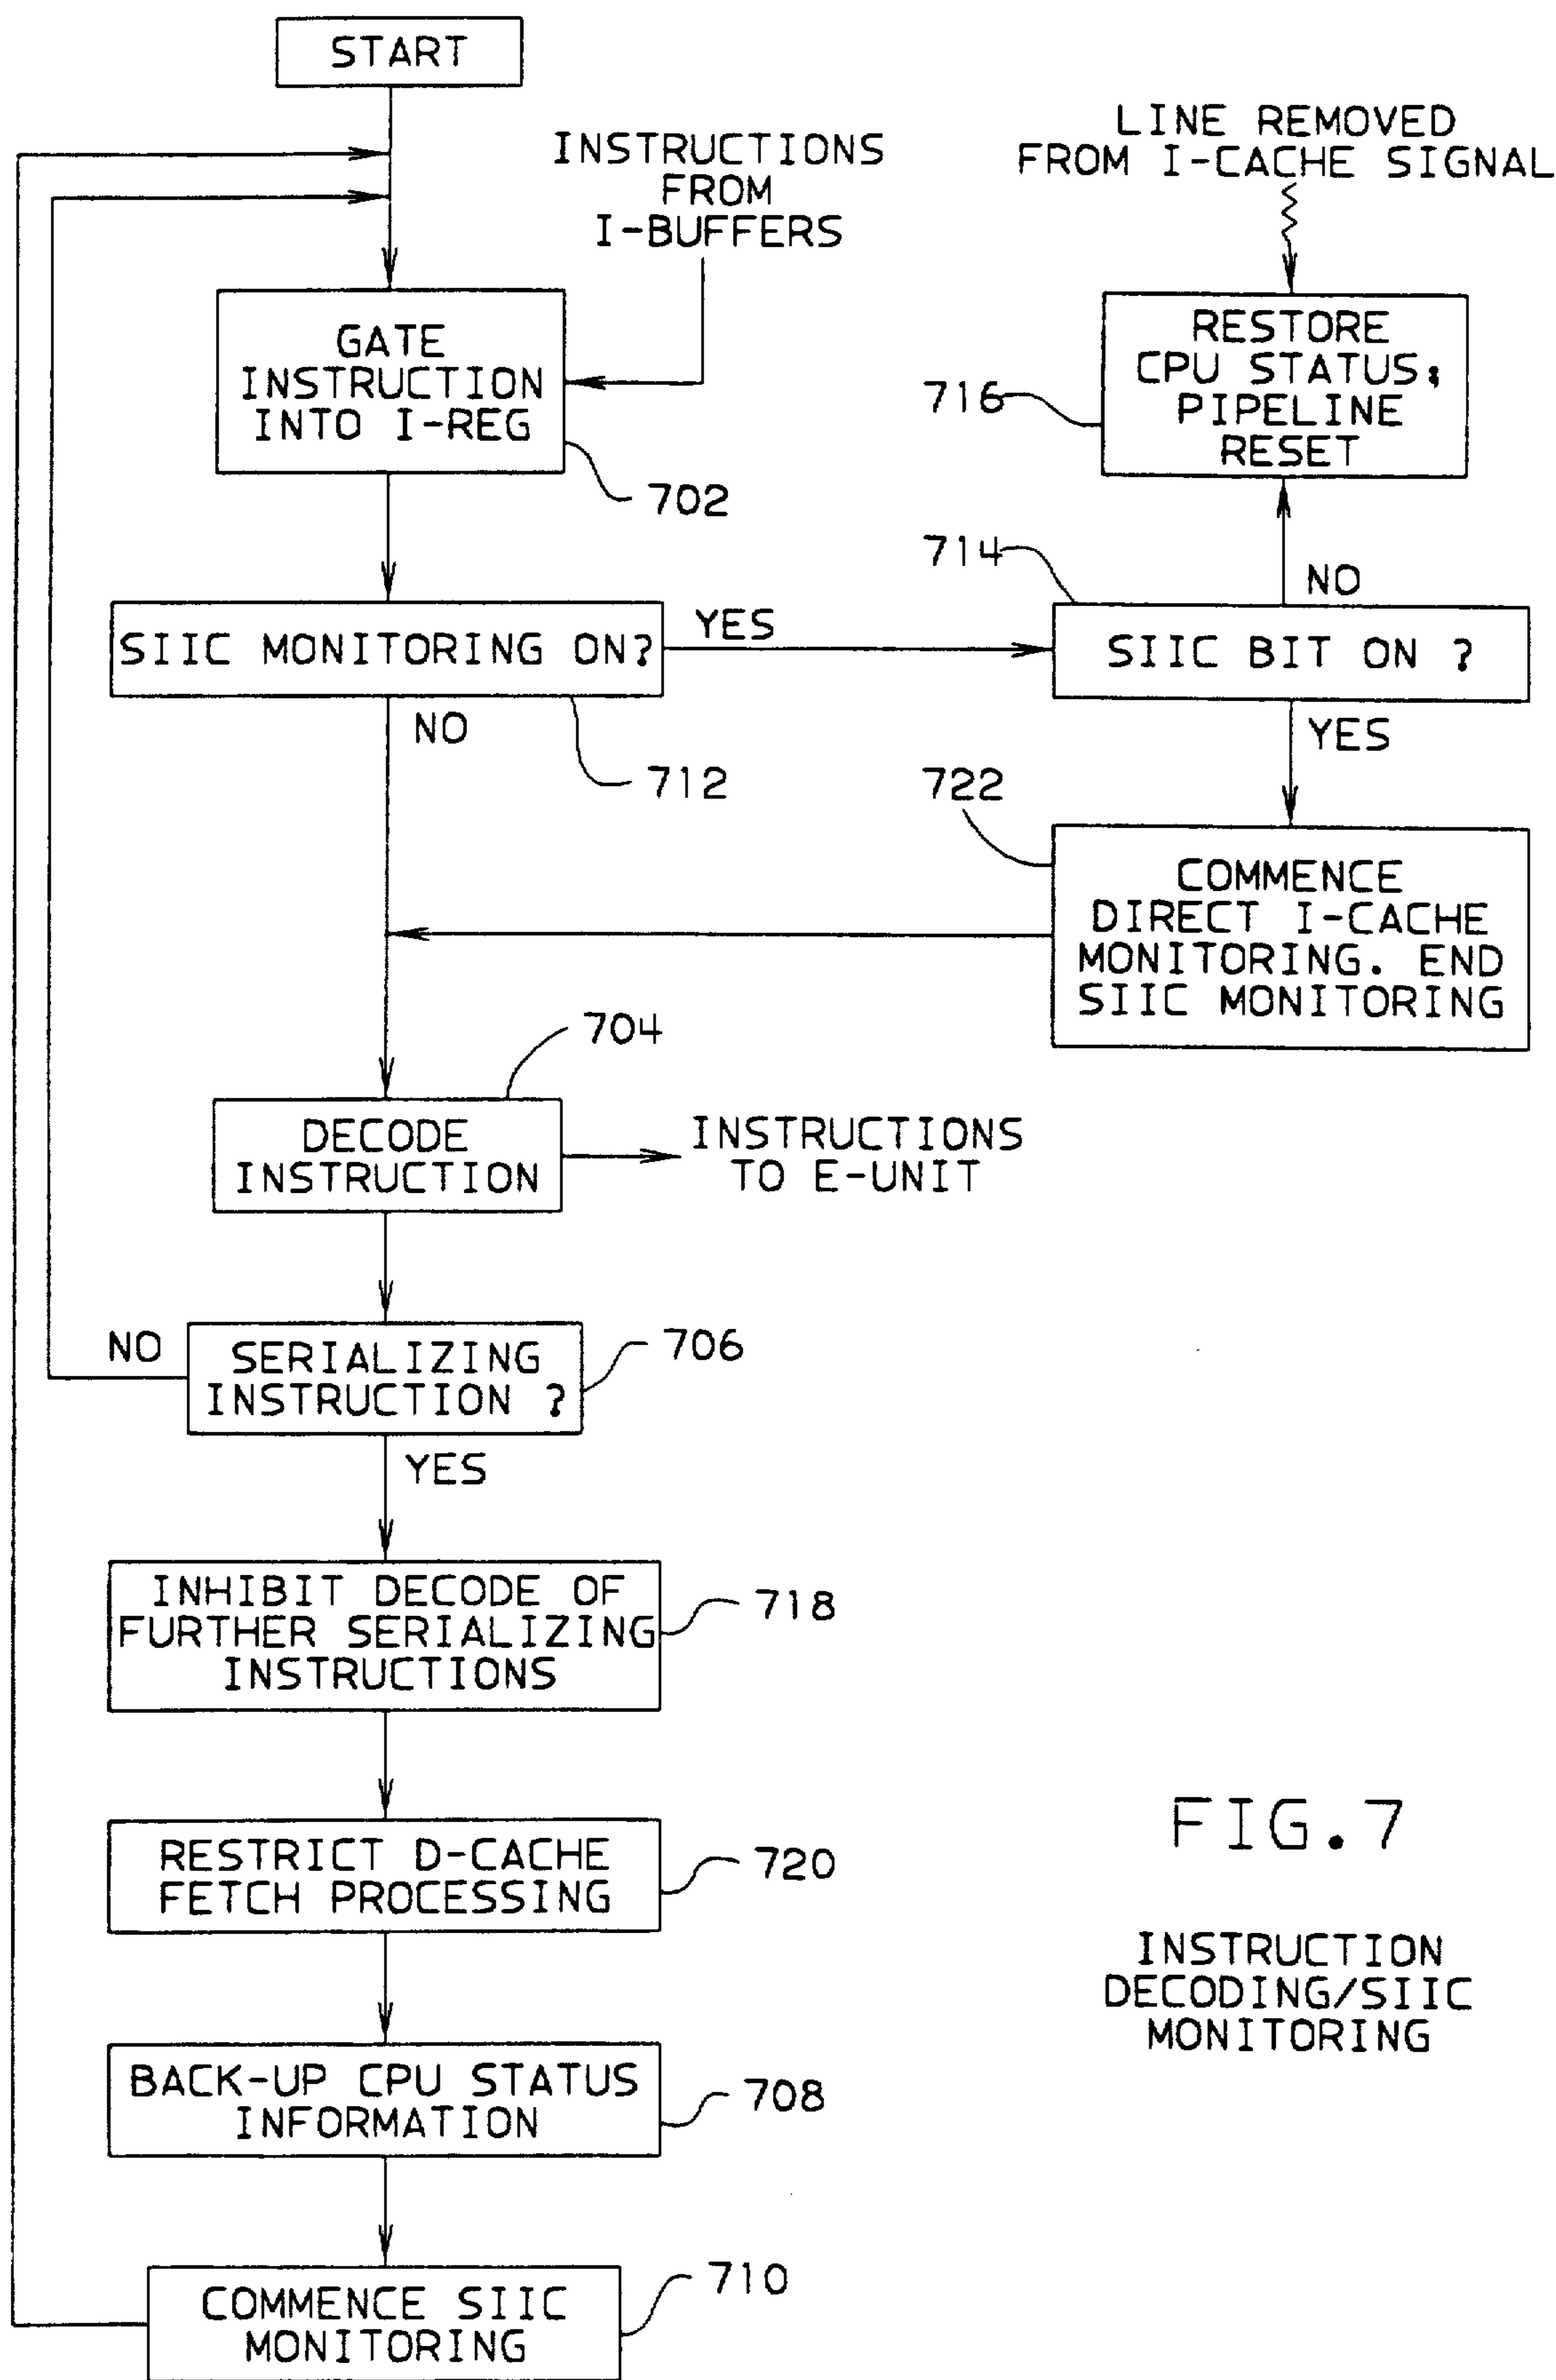 START
INSTRUCTIONS
FROM
I-BUFFERS
LINE REMOVED
FROM I-CACHE SIGNAL
GATE
INSTRUCTION
INTO I-REG
702
RESTORE
CPU STATUS;
PIPELINE
RESET
716
SIIC MONITORING ON?
YES
NO
712
714
NO
SIIC BIT ON ?
YES
722
COMMENCE
DIRECT I-CACHE
MONITORING. END
SIIC MONITORING
704
DECODE
INSTRUCTION
INSTRUCTIONS
TO E-UNIT
NO
SERIALIZING
INSTRUCTION ?
706
YES
INHIBIT DECODE OF
FURTHER SERIALIZING
INSTRUCTIONS
718
RESTRICT D-CACHE
FETCH PROCESSING
720
BACK-UP CPU STATUS
INFORMATION
708
COMMENCE SIIC
MONITORING
710
FIG.7
INSTRUCTION
DECODING/SIIC
MONITORING